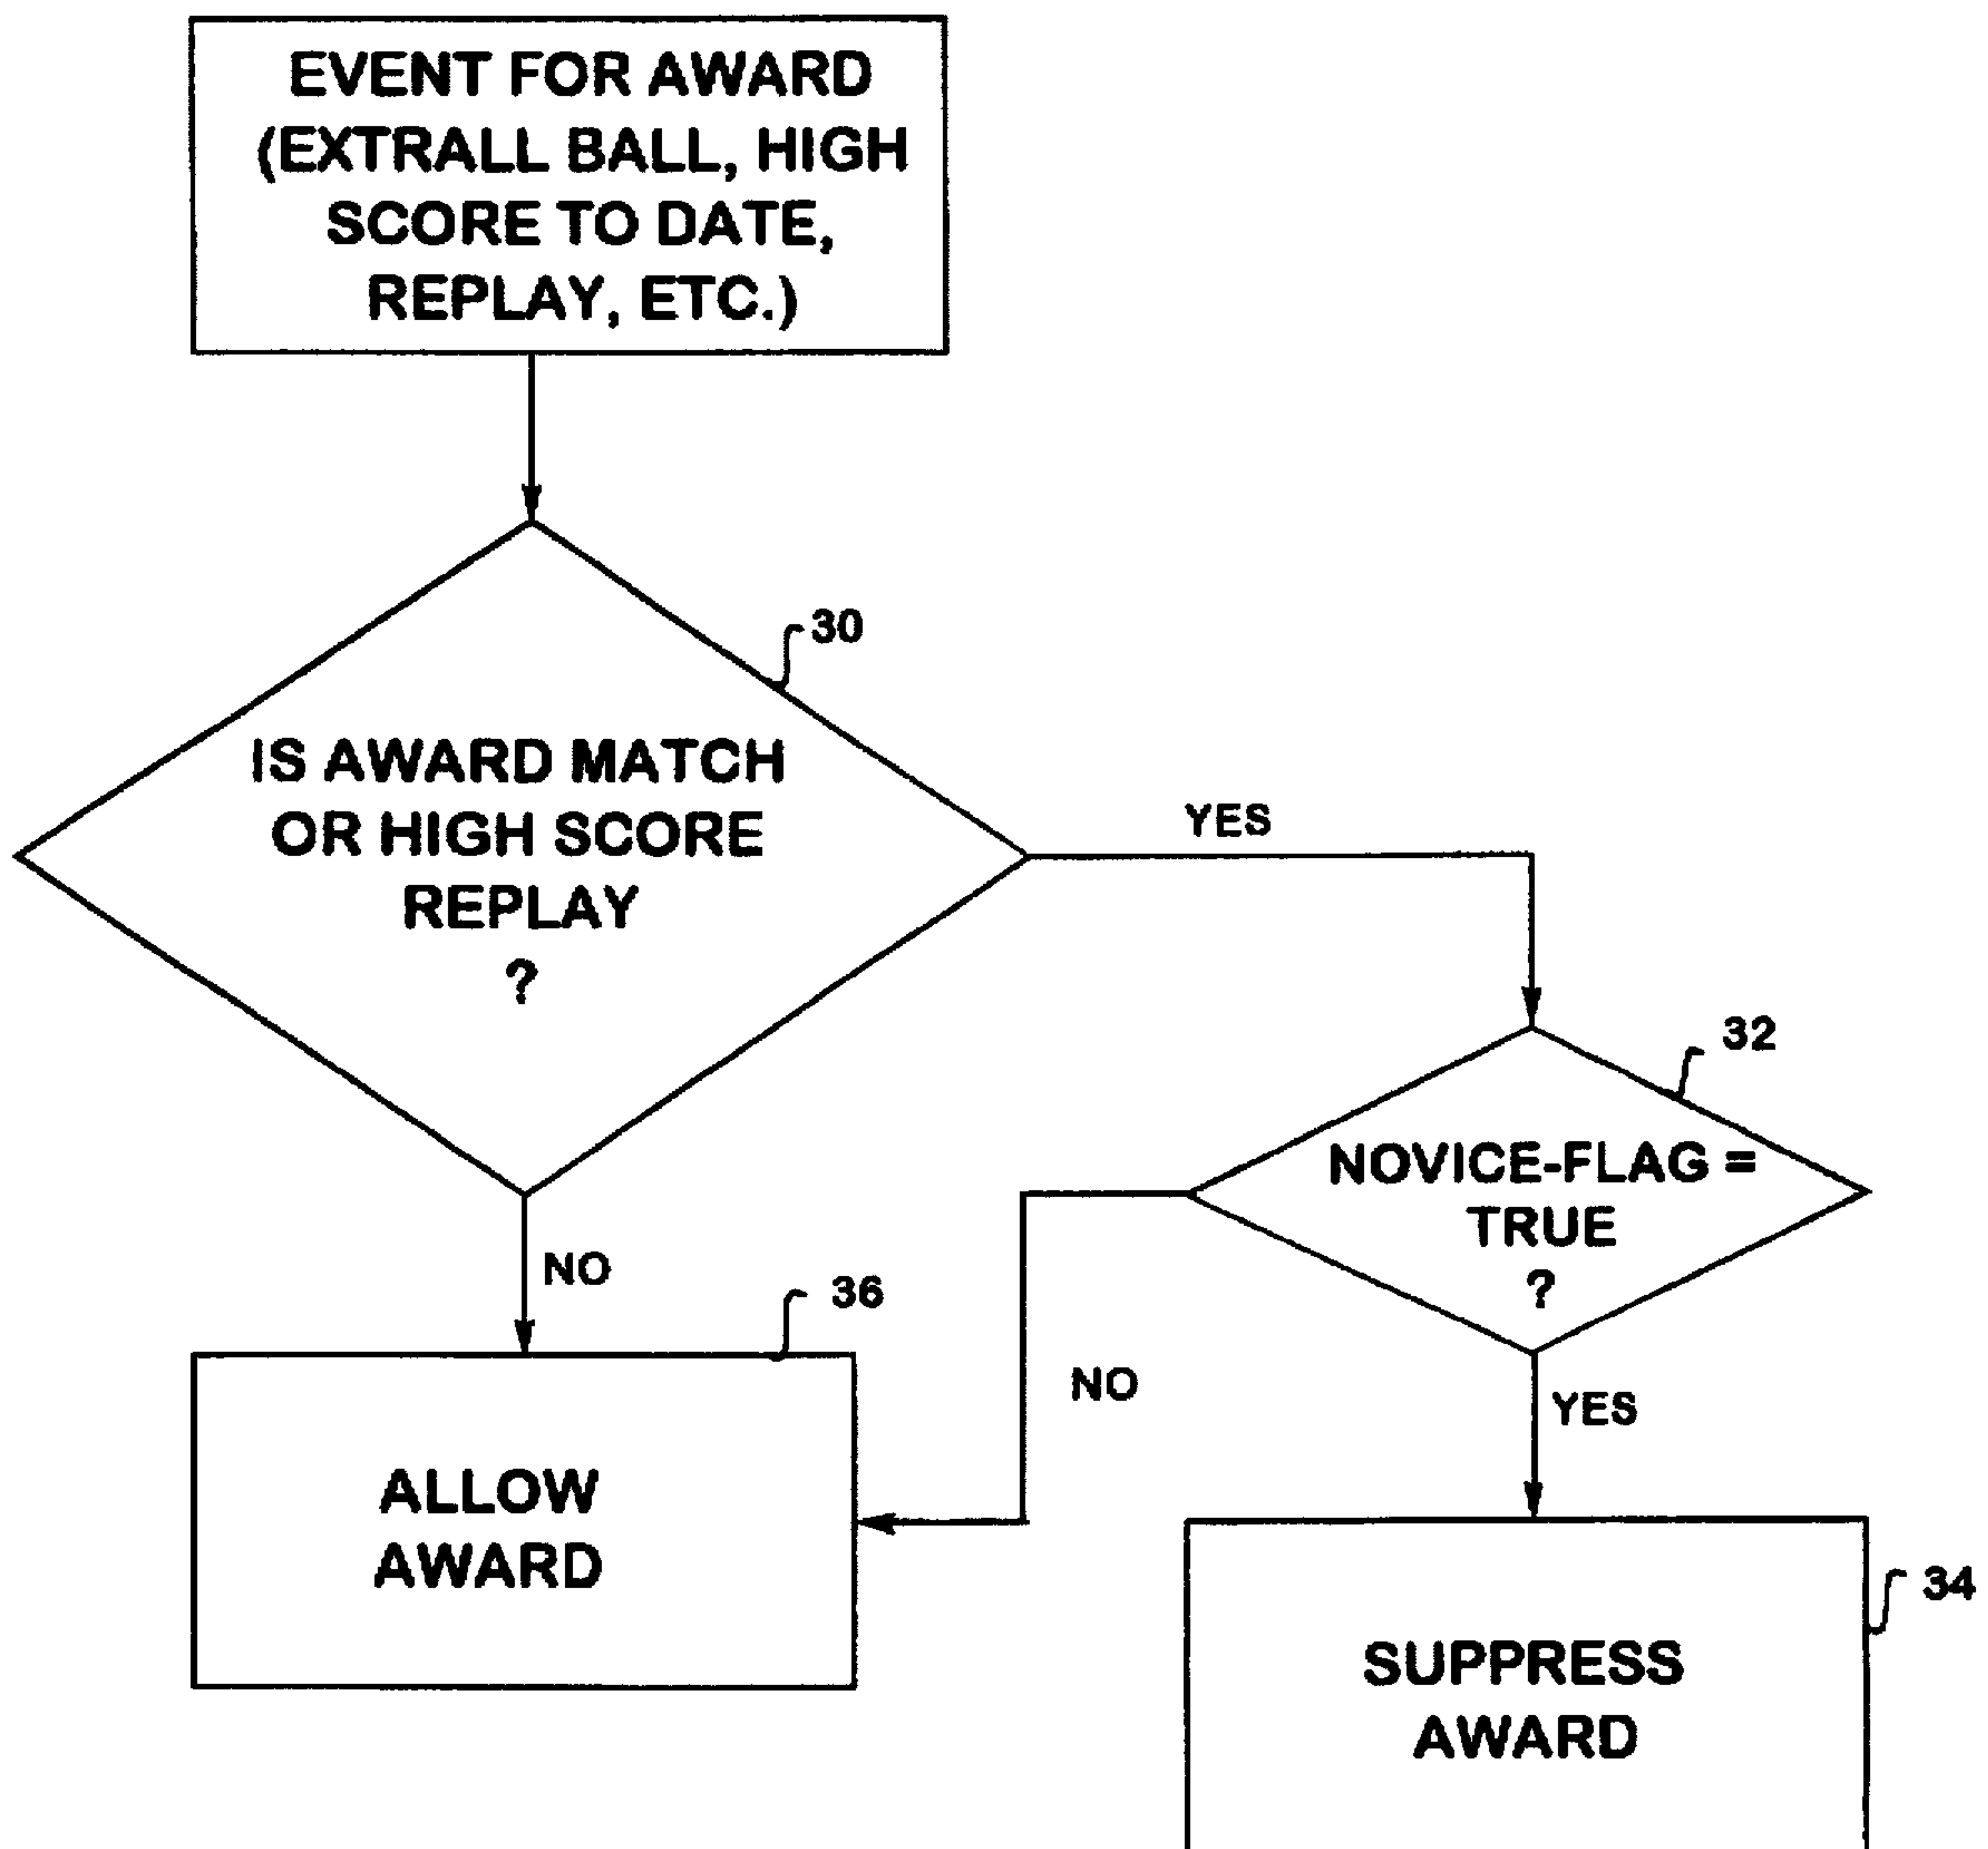 EVENT FOR AWARD
(EXTRALL BALL, HIGH
SCORE TO DATE,
REPLAY, ETC.)
30
IS AWARD MATCH
OR HIGH SCORE
REPLAY
?
YES
32
NOVICE-FLAG =
TRUE
?
NO
36
NO
YES
ALLOW
AWARD
34
SUPPRESS
AWARD